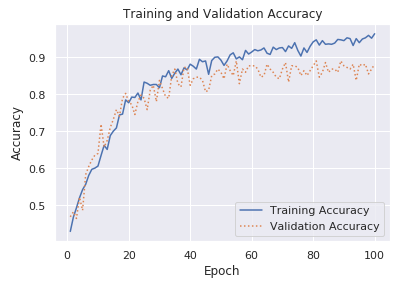 Training and Validation Accuracy
Accuracy
0.9
0.8
0.7
0.6
0.5
Training Accuracy
Validation Accuracy
0
20
40
60
80
100
Epoch